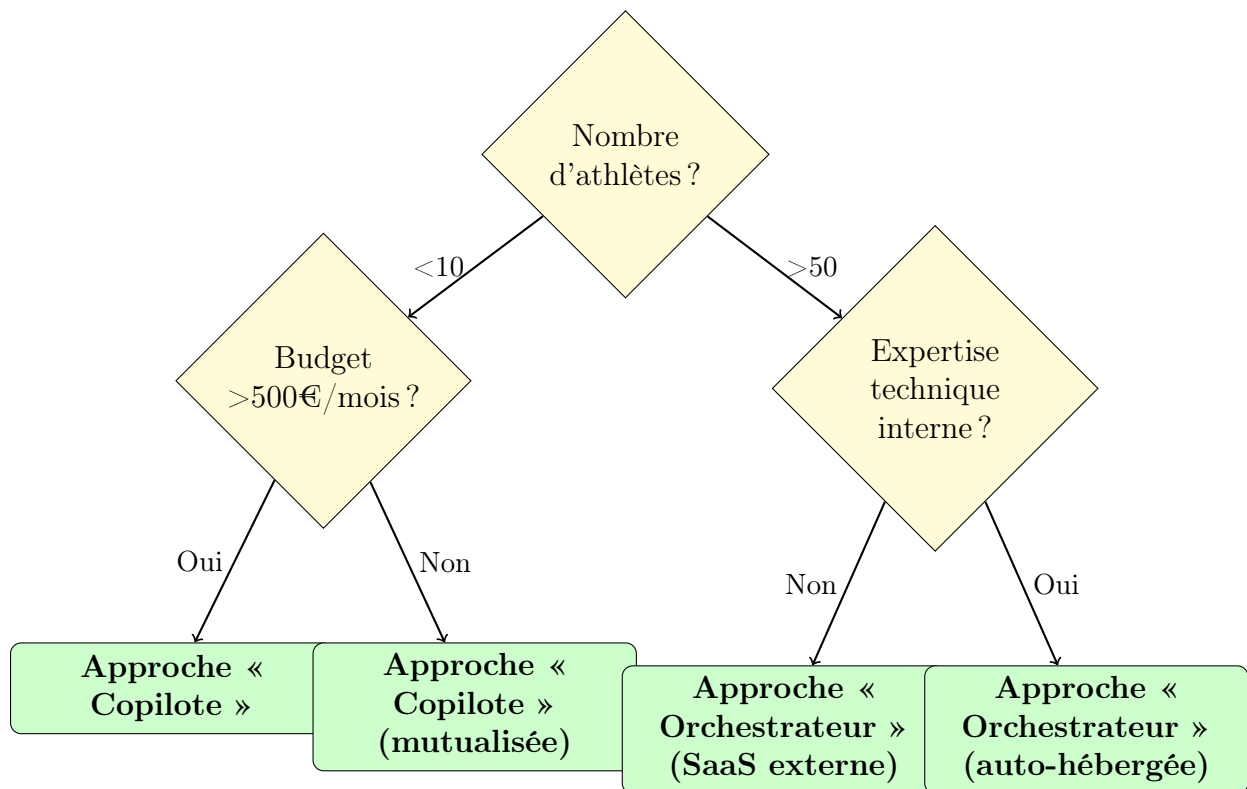 Nombre
d'athlètes ?
<10
>50
Budget
>500€/mois ?
Expertise
technique
interne ?
Oui
Non
Non
Oui
Approche «
Copilote »
Approche «
Copilote »
(mutualisée)
Approche «
Orchestrateur »
(SaaS externe)
Approche «
Orchestrateur »
(auto-hébergée)